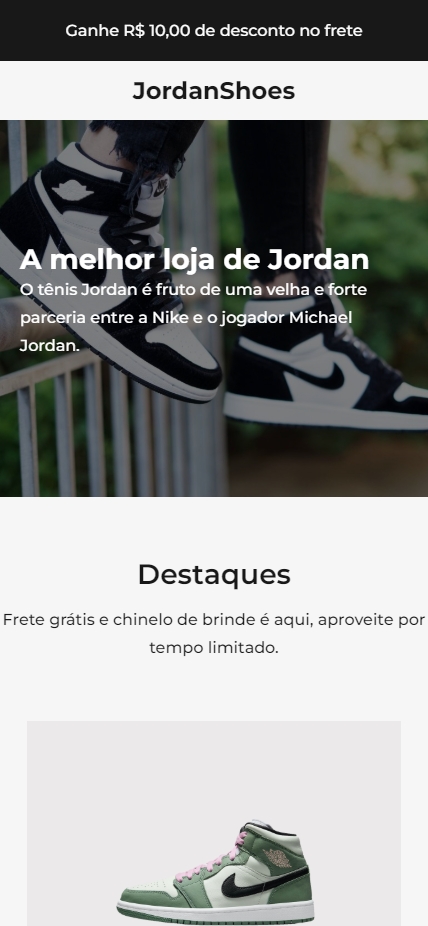 Ganhe R$ 10,00 de desconto no frete
JordanShoes
A melhor loja de Jordan
O tênis Jordan é fruto de uma velha e forte
parceria entre a Nike e o jogador Michael
Jordan.
Destaques
Frete grátis e chinelo de brinde é aqui, aproveite por
tempo limitado.